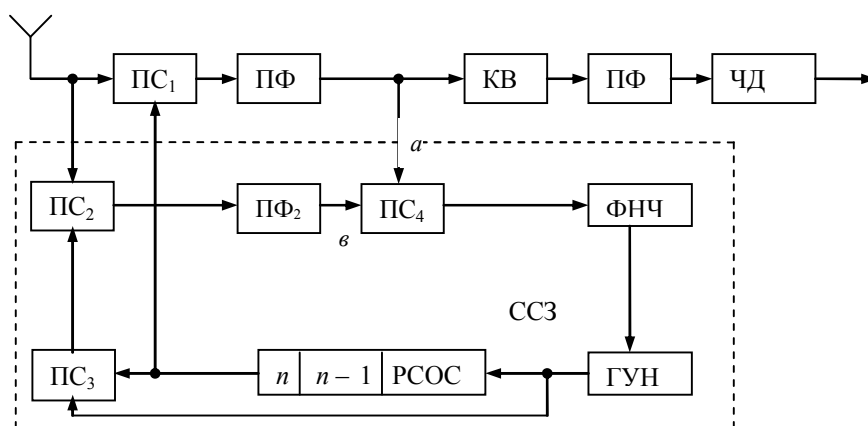 ПС₁ ПФ КВ ПФ ЧД
а
ПС₂ ПФ₂ ПС₄ ФНЧ
в
ССЗ
ПС₃ n n – 1 РСОС ГУН